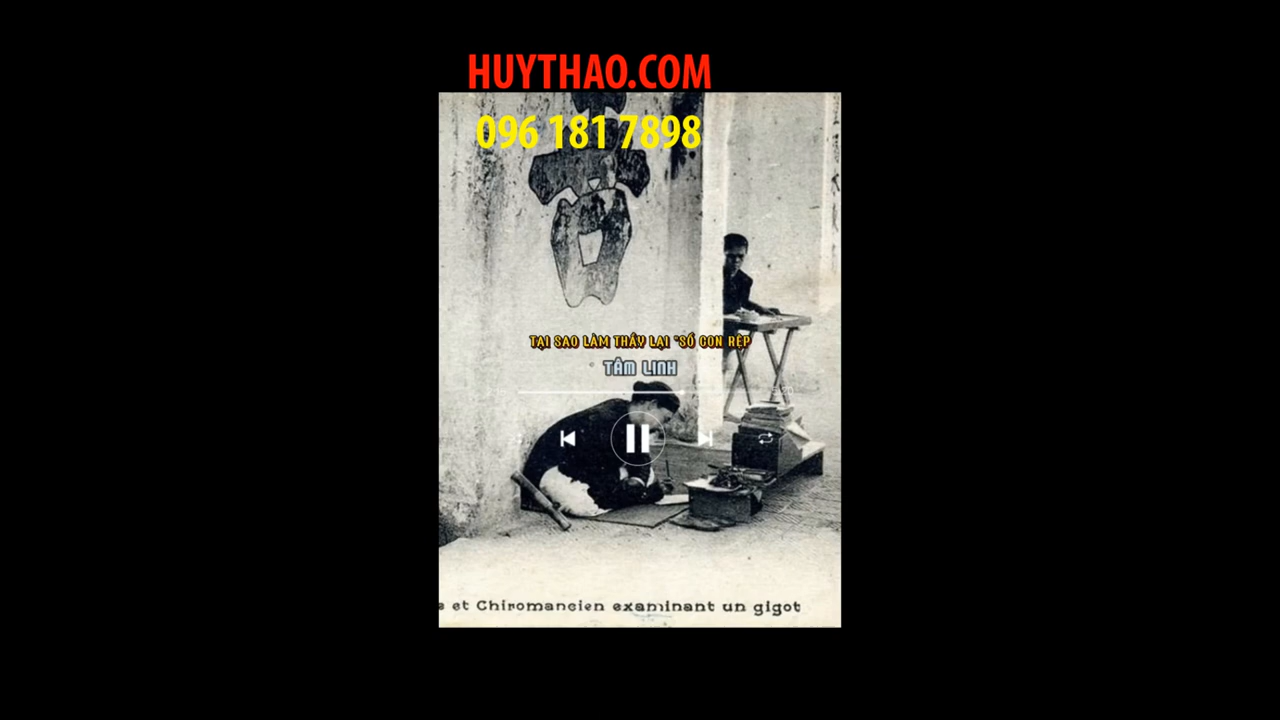 HUYTHAO.COM
096 181 7898
TẠI SAO LÀM THẦY LẠI "SỐ CON RỆP
TÂM LINH
et Chiromancien examinant un gigot